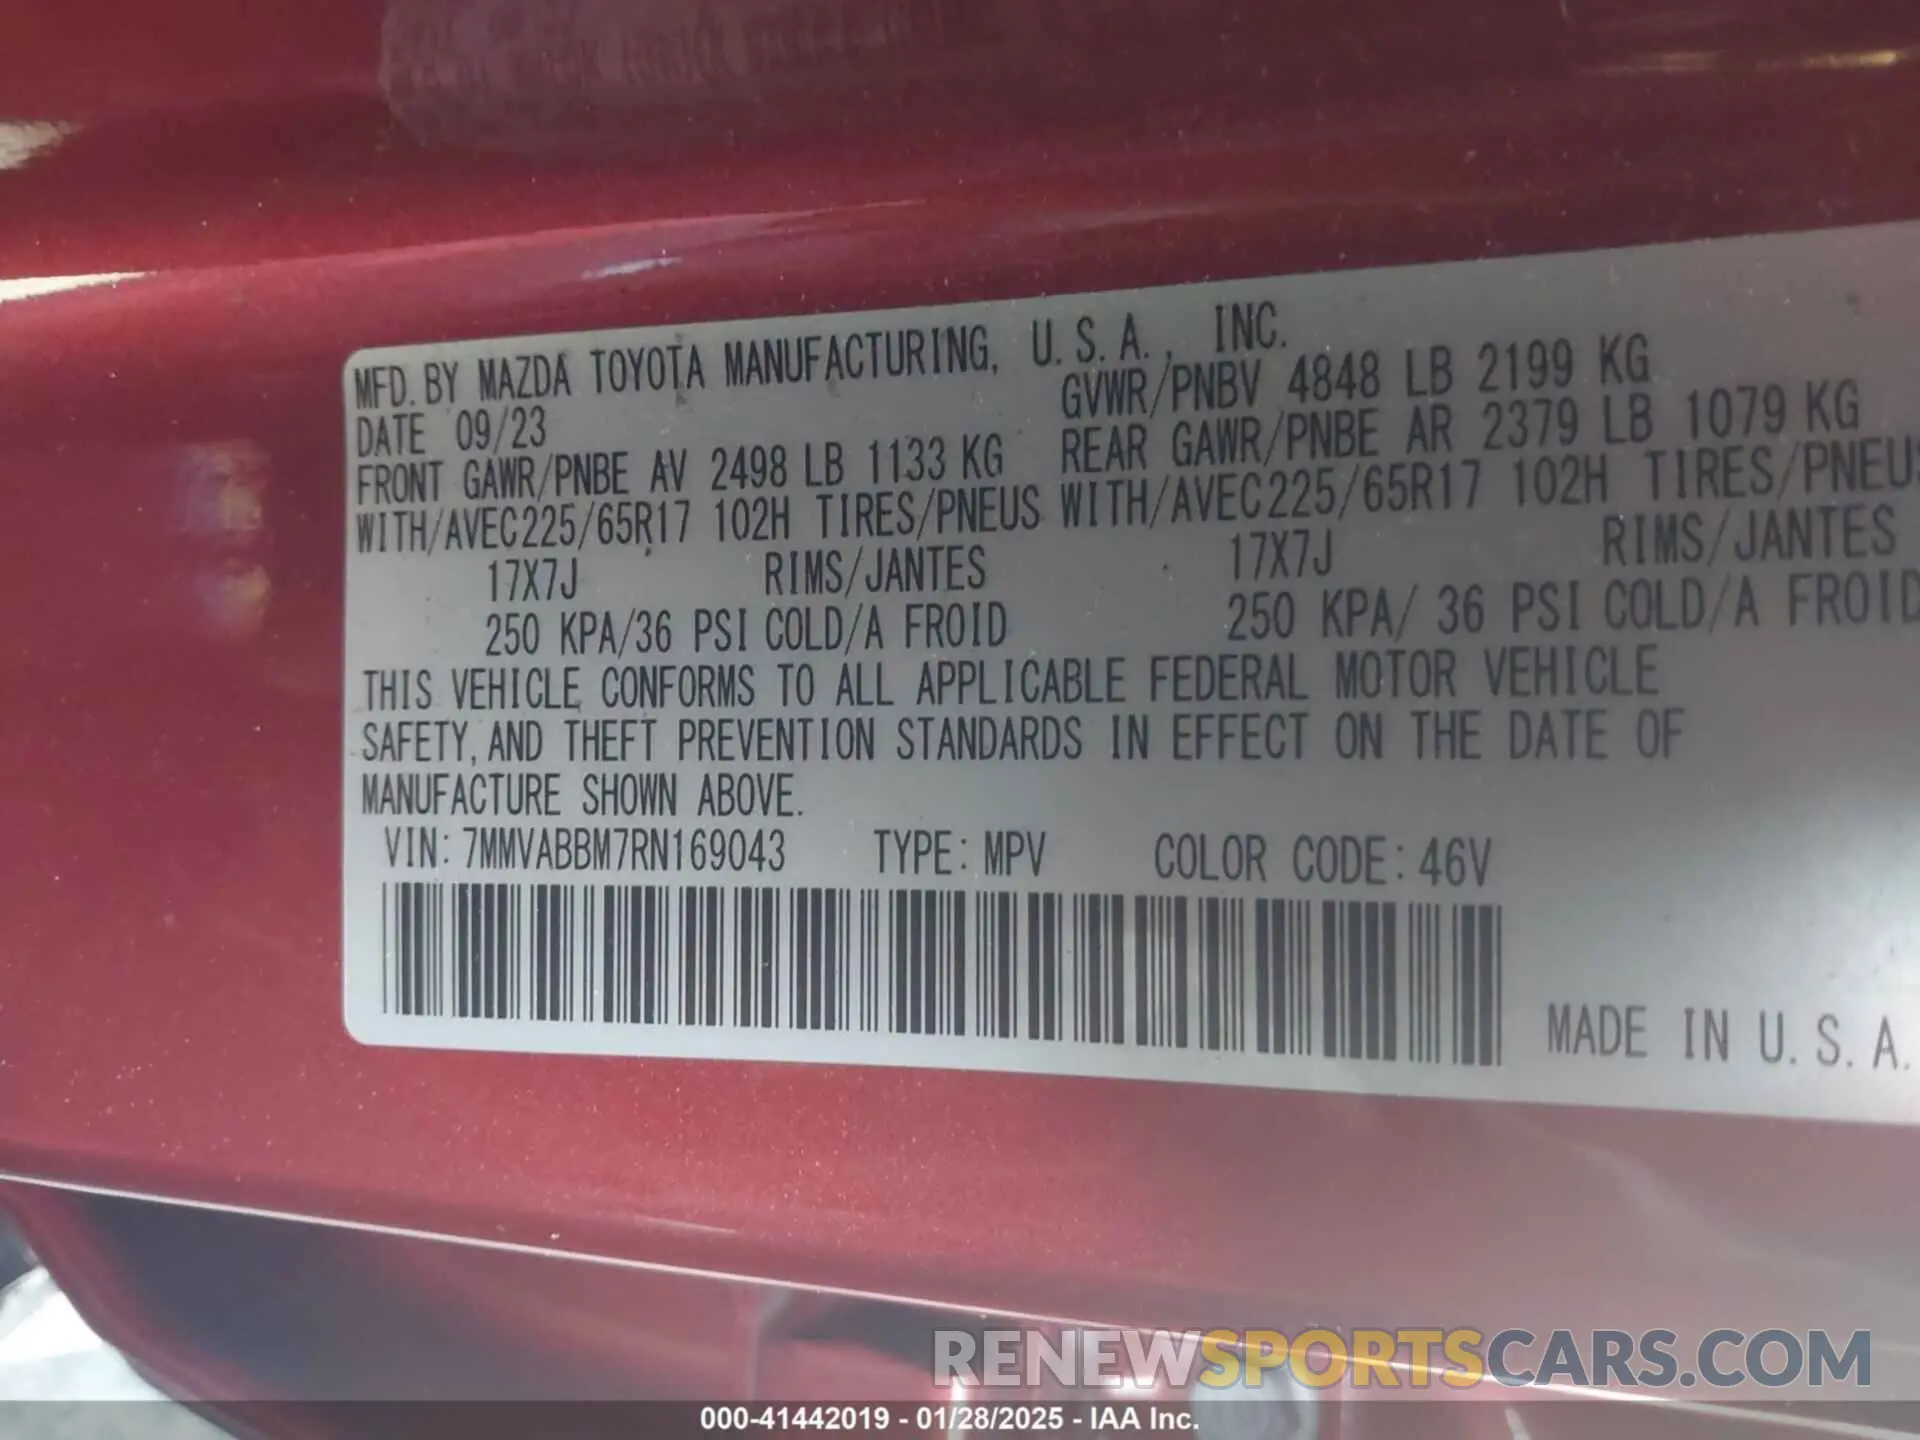 MFD. BY MAZDA TOYOTA MANUFACTURING, U.S.A., INC.
DATE 09/23 GVWR/PNBV 4848 LB 2199 KG
FRONT GAWR/PNBE AV 2498 LB 1133 KG REAR GAWR/PNBE AR 2379 LB 1079 KG
WITH/AVEC 225/65R17 102H TIRES/PNEUS WITH/AVEC 225/65R17 102H TIRES/PNEUS
17X7J RIMS/JANTES 17X7J RIMS/JANTES
250 KPA/36 PSI COLD/A FROID 250 KPA/ 36 PSI COLD/A FROID
THIS VEHICLE CONFORMS TO ALL APPLICABLE FEDERAL MOTOR VEHICLE
SAFETY, AND THEFT PREVENTION STANDARDS IN EFFECT ON THE DATE OF
MANUFACTURE SHOWN ABOVE.
VIN: 7MMVABBM7RN169043 TYPE: MPV COLOR CODE: 46V
MADE IN U.S.A.
RENEWSPORTSCARS.COM
000-41442019 - 01/28/2025 - IAA Inc.